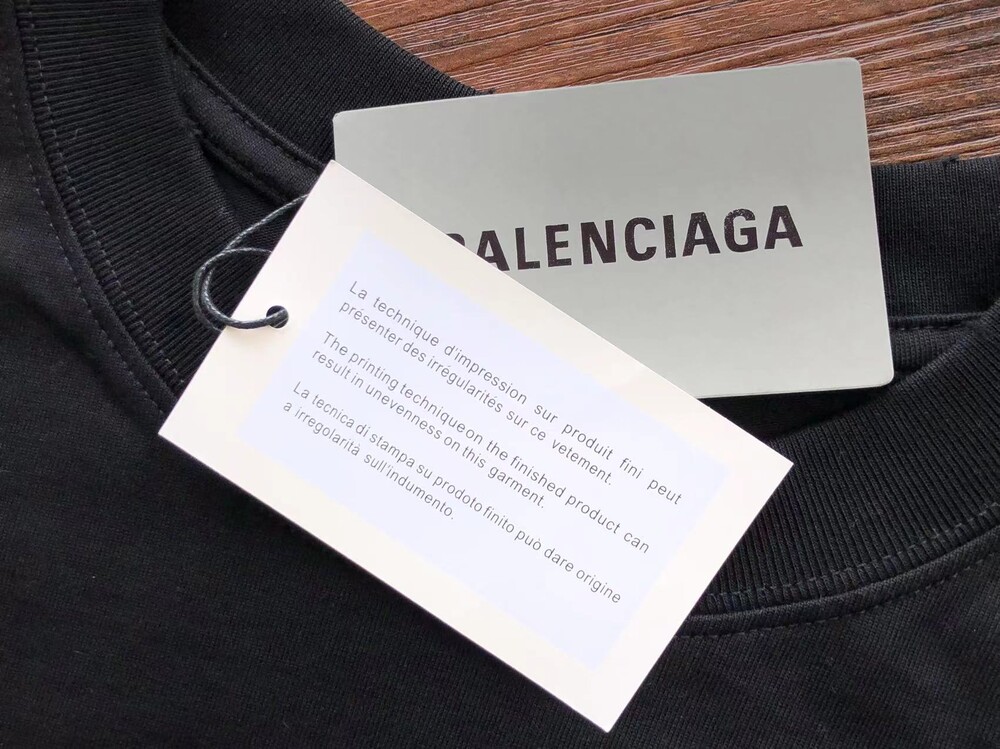 BALENCIAGA
La technique d'impression sur produit fini peut
présenter des irrégularités sur ce vetement.
The printing technique on the finished product can
result in unevenness on this garment.
La tecnica di stampa su prodoto finito può dare origine
a irregolarità sull'indumento.